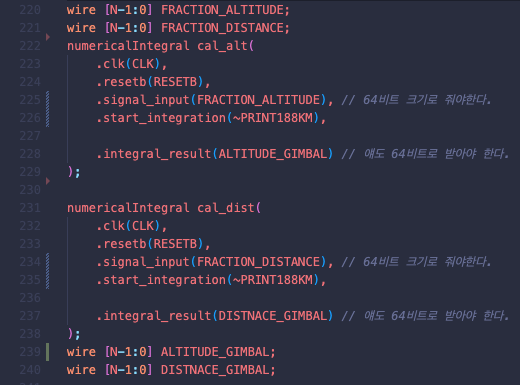 220 wire [N-1:0] FRACTION_ALTITUDE;
221 wire [N-1:0] FRACTION_DISTANCE;
222 numericalIntegral cal_alt(
223 .clk(CLK),
224 .resetb(RESETB),
225 .signal_input(FRACTION_ALTITUDE), // 64비트 크기로 줘야한다.
226 .start_integration(~PRINT188KM),
227
228 .integral_result(ALTITUDE_GIMBAL) // 얘도 64비트로 받아야 한다.
229 );
230
231 numericalIntegral cal_dist(
232 .clk(CLK),
233 .resetb(RESETB),
234 .signal_input(FRACTION_DISTANCE), // 64비트 크기로 줘야한다.
235 .start_integration(~PRINT188KM),
236
237 .integral_result(DISTNACE_GIMBAL) // 얘도 64비트로 받아야 한다.
238 );
239 wire [N-1:0] ALTITUDE_GIMBAL;
240 wire [N-1:0] DISTNACE_GIMBAL;